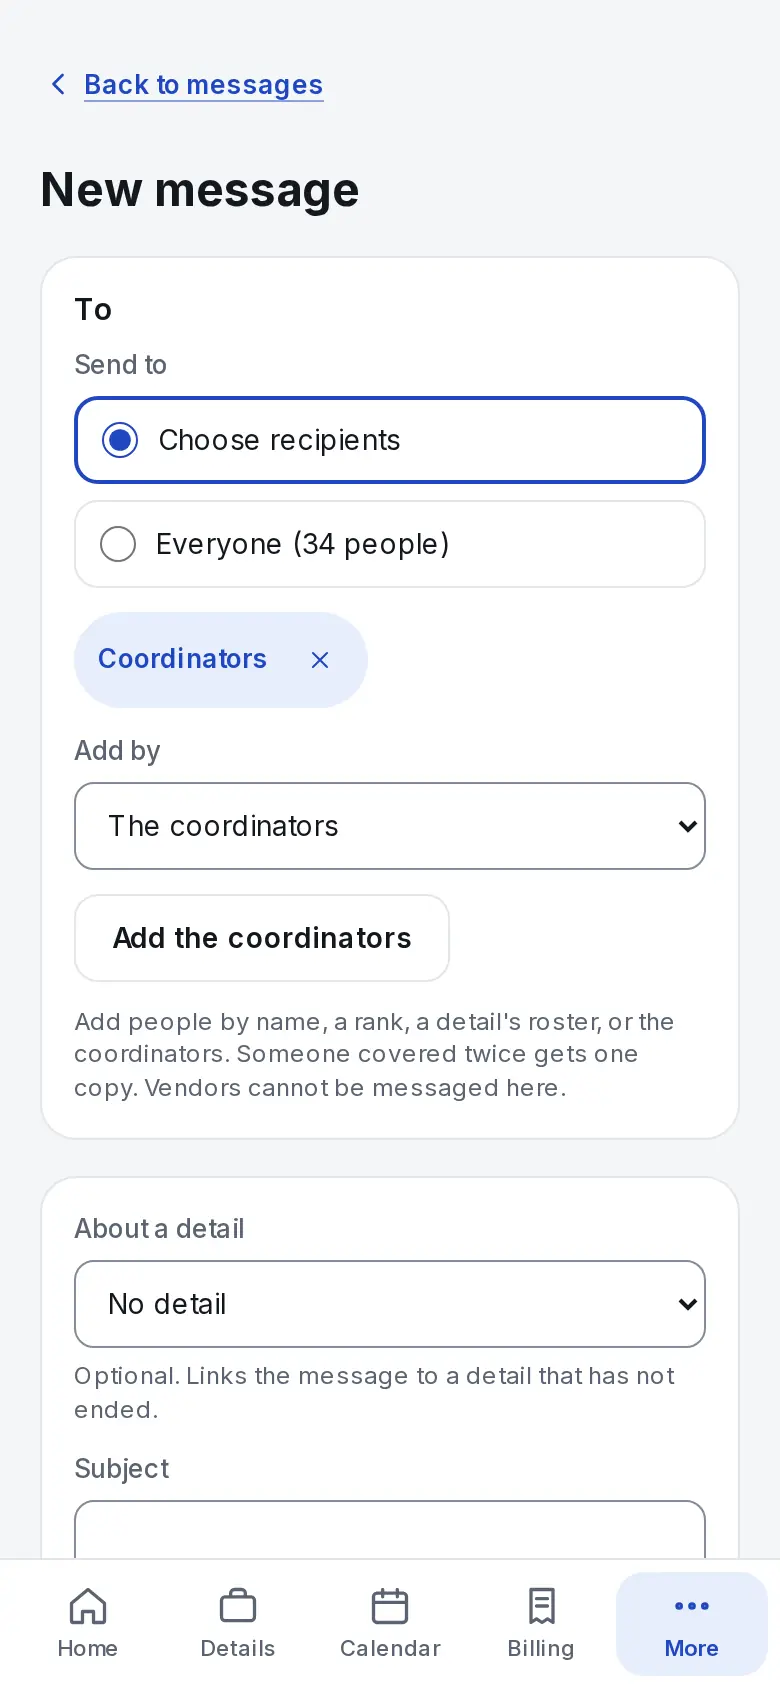 Back to messages
New message
To
Send to
Choose recipients
Everyone (34 people)
Coordinators
Add by
The coordinators
Add the coordinators
Add people by name, a rank, a detail's roster, or the
coordinators. Someone covered twice gets one
copy. Vendors cannot be messaged here.
About a detail
No detail
Optional. Links the message to a detail that has not
ended.
Subject
Home
Details
Calendar
Billing
More